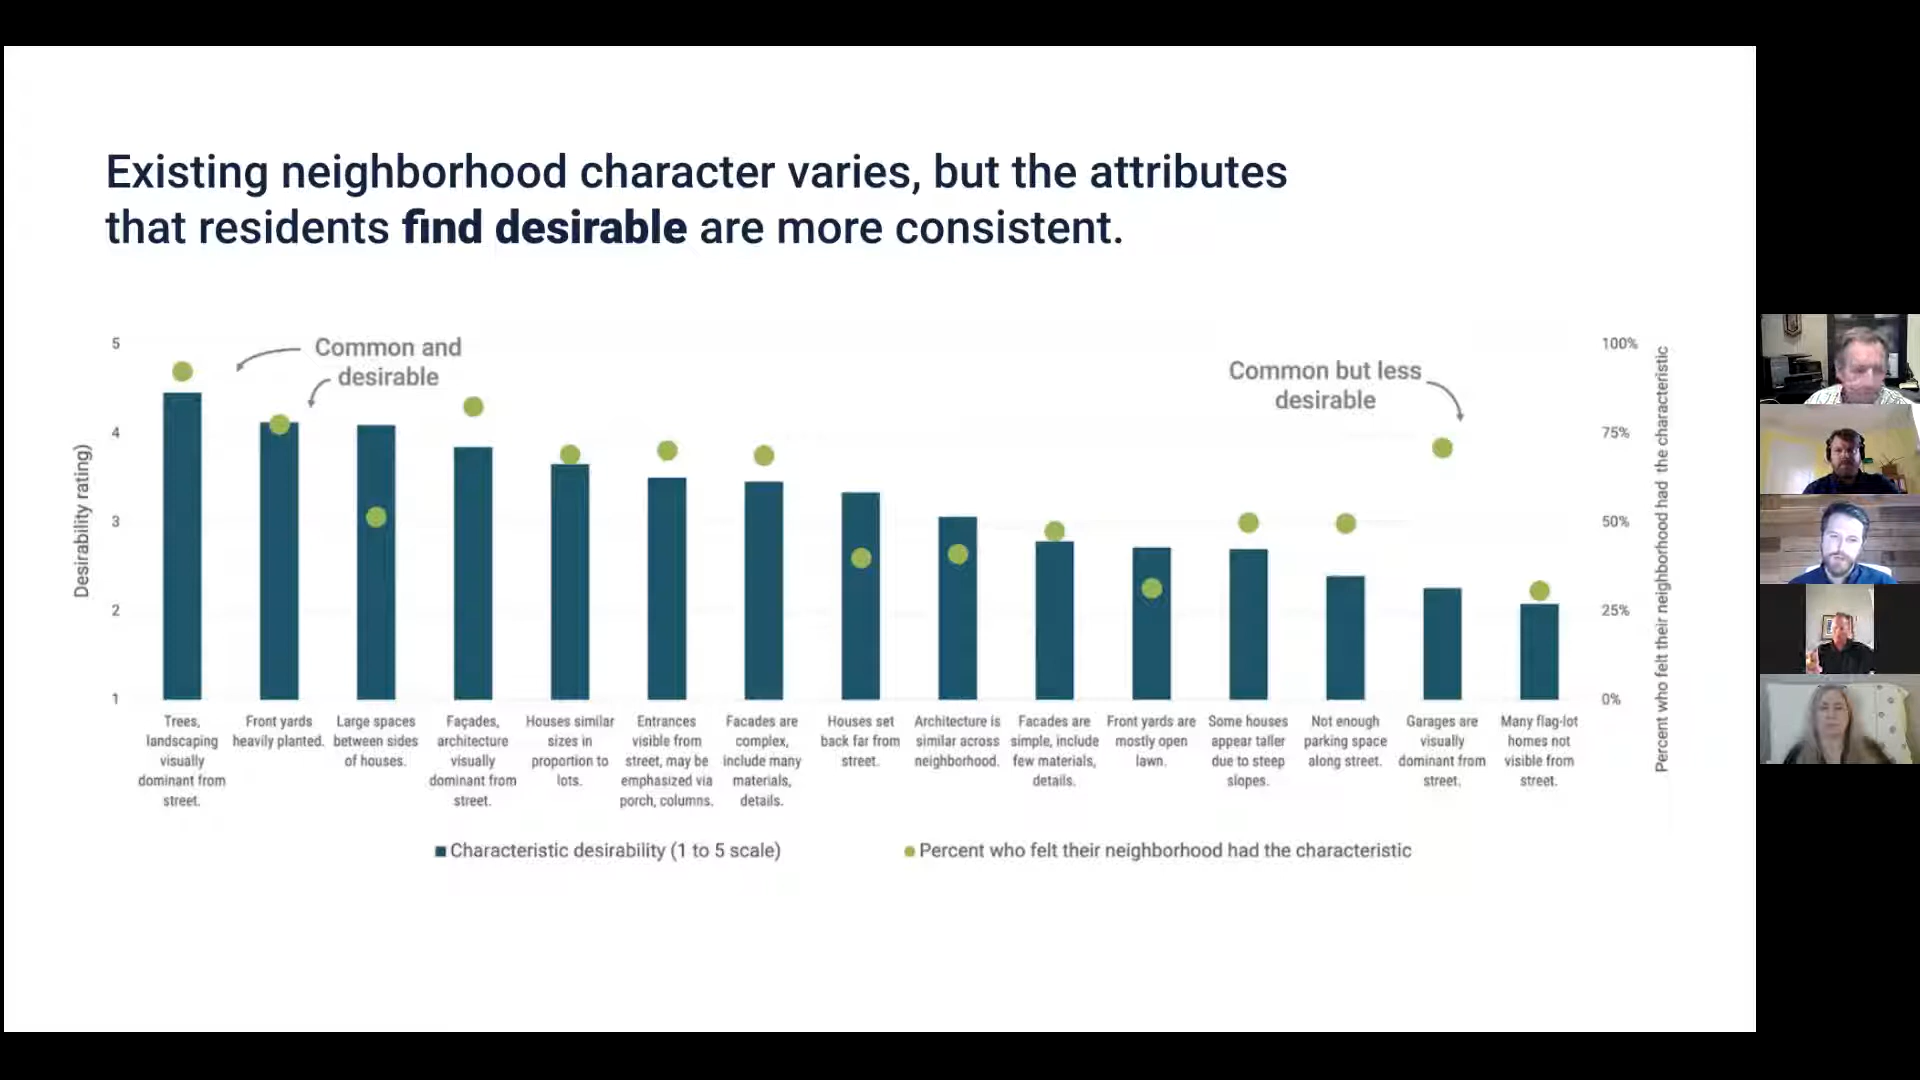 Existing neighborhood character varies, but the attributes
that residents find desirable are more consistent.
Common and
desirable
Common but less
desirable
Desirability rating)
5
4
3
2
1
100%
75%
50%
25%
0%
Percent who felt their neighborhood had the characteristic
Trees,
landscaping
visually
dominant from
street.
Front yards
heavily planted.
Large spaces
between sides
of houses.
Façades,
architecture
visually
dominant from
street.
Houses similar
sizes in
proportion to
lots.
Entrances
visible from
street, may be
emphasized via
porch, columns.
Facades are
complex,
include many
materials,
details.
Houses set
back far from
street.
Architecture is
similar across
neighborhood.
Facades are
simple, include
few materials,
details.
Front yards are
mostly open
lawn.
Some houses
appear taller
due to steep
slopes.
Not enough
parking space
along street.
Garages are
visually
dominant from
street.
Many flag-lot
homes not
visible from
street.
Characteristic desirability (1 to 5 scale)
Percent who felt their neighborhood had the characteristic